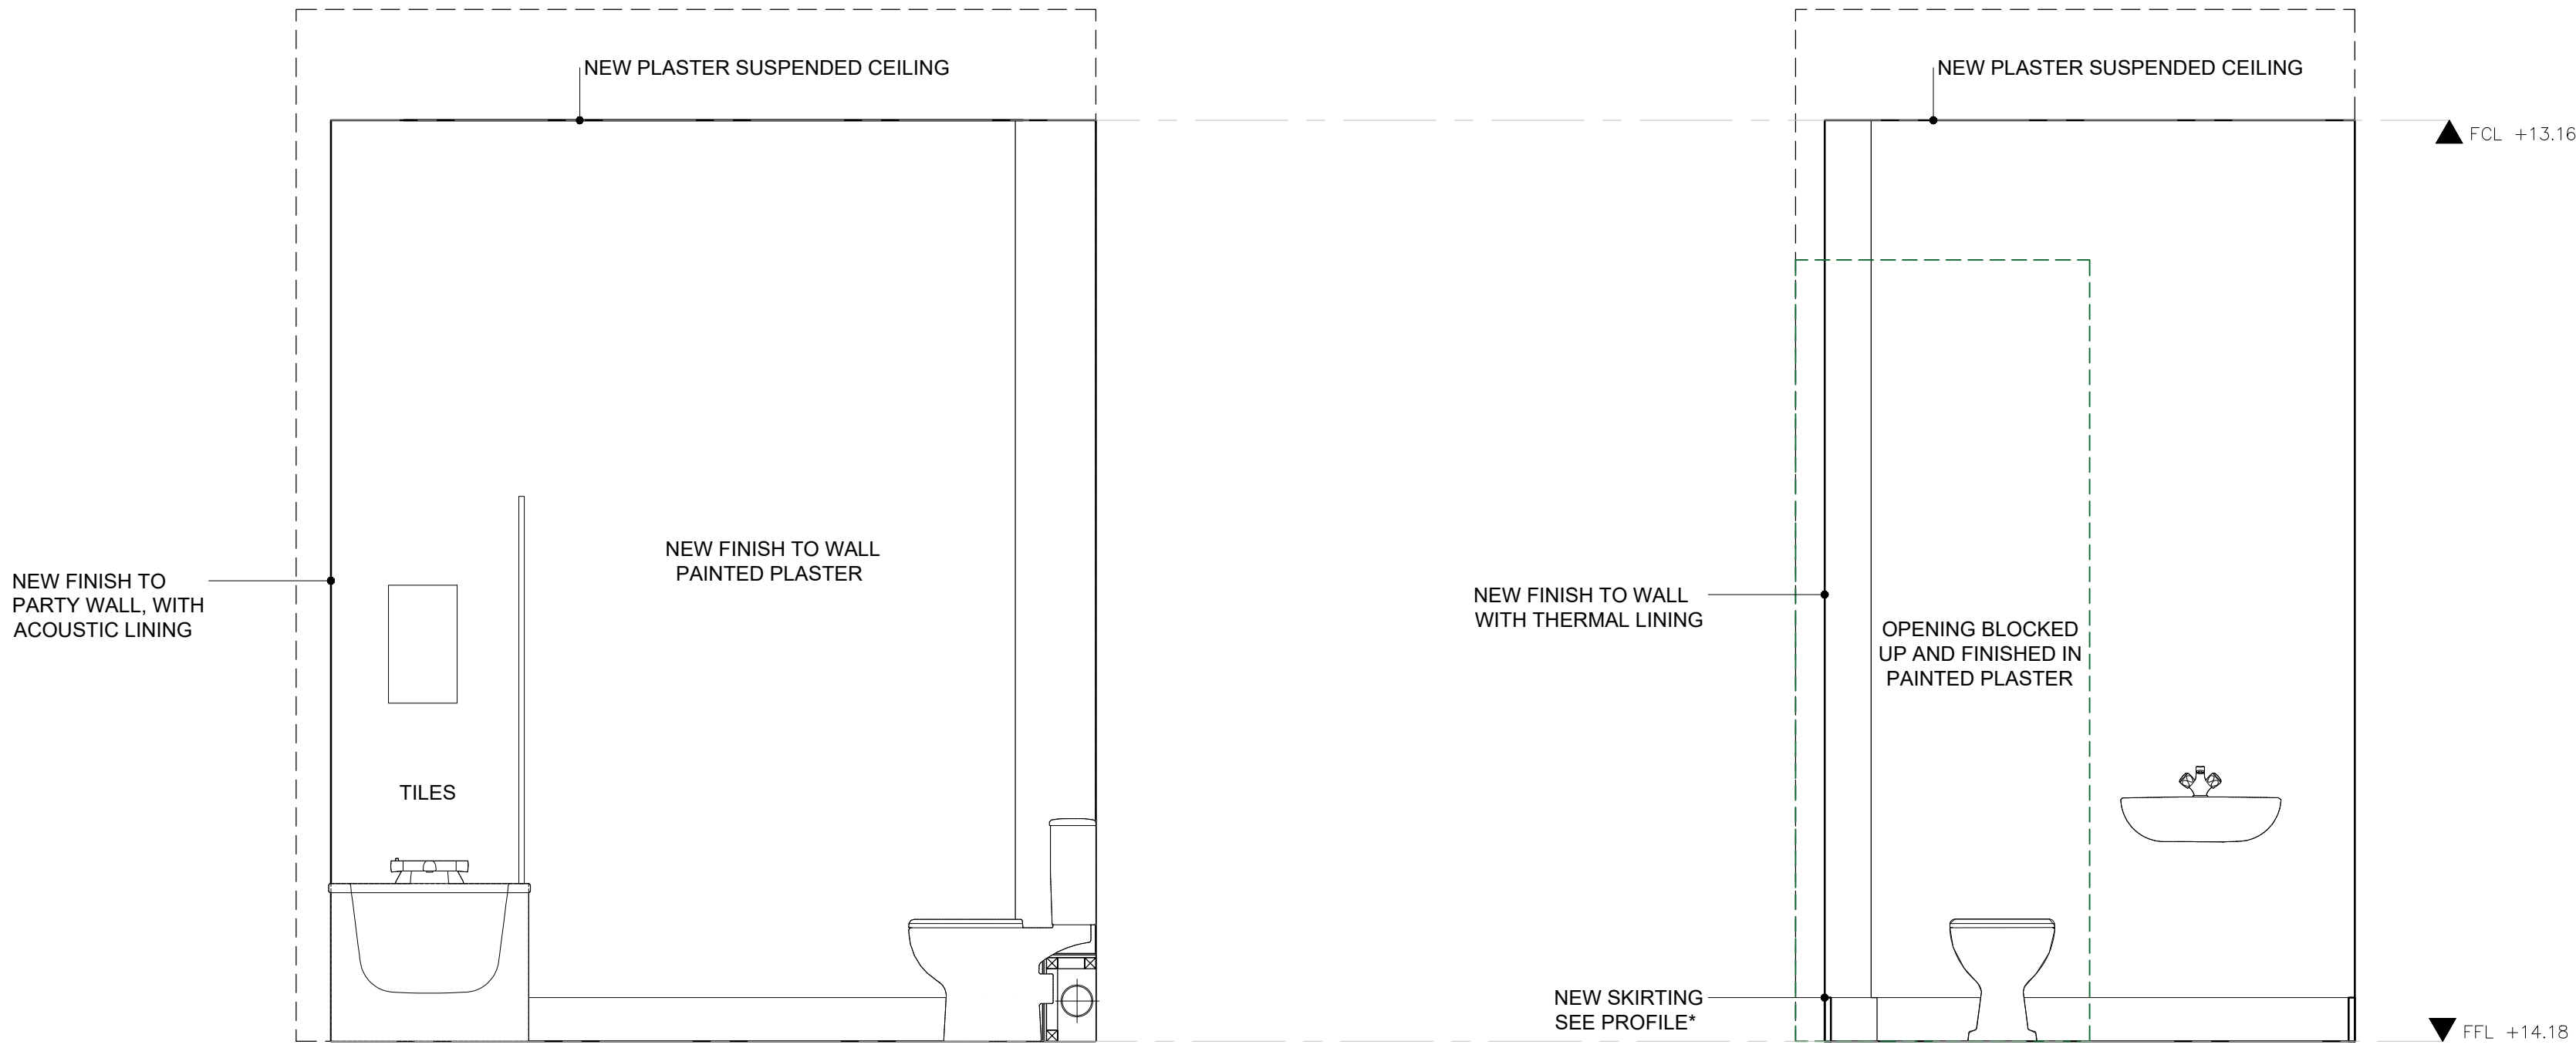 NEW PLASTER SUSPENDED CEILING
NEW PLASTER SUSPENDED CEILING
FCL +13.16
NEW FINISH TO WALL
PAINTED PLASTER
NEW FINISH TO
PARTY WALL, WITH
ACOUSTIC LINING
NEW FINISH TO WALL
WITH THERMAL LINING
OPENING BLOCKED
UP AND FINISHED IN
PAINTED PLASTER
TILES
NEW SKIRTING
SEE PROFILE*
FFL +14.18